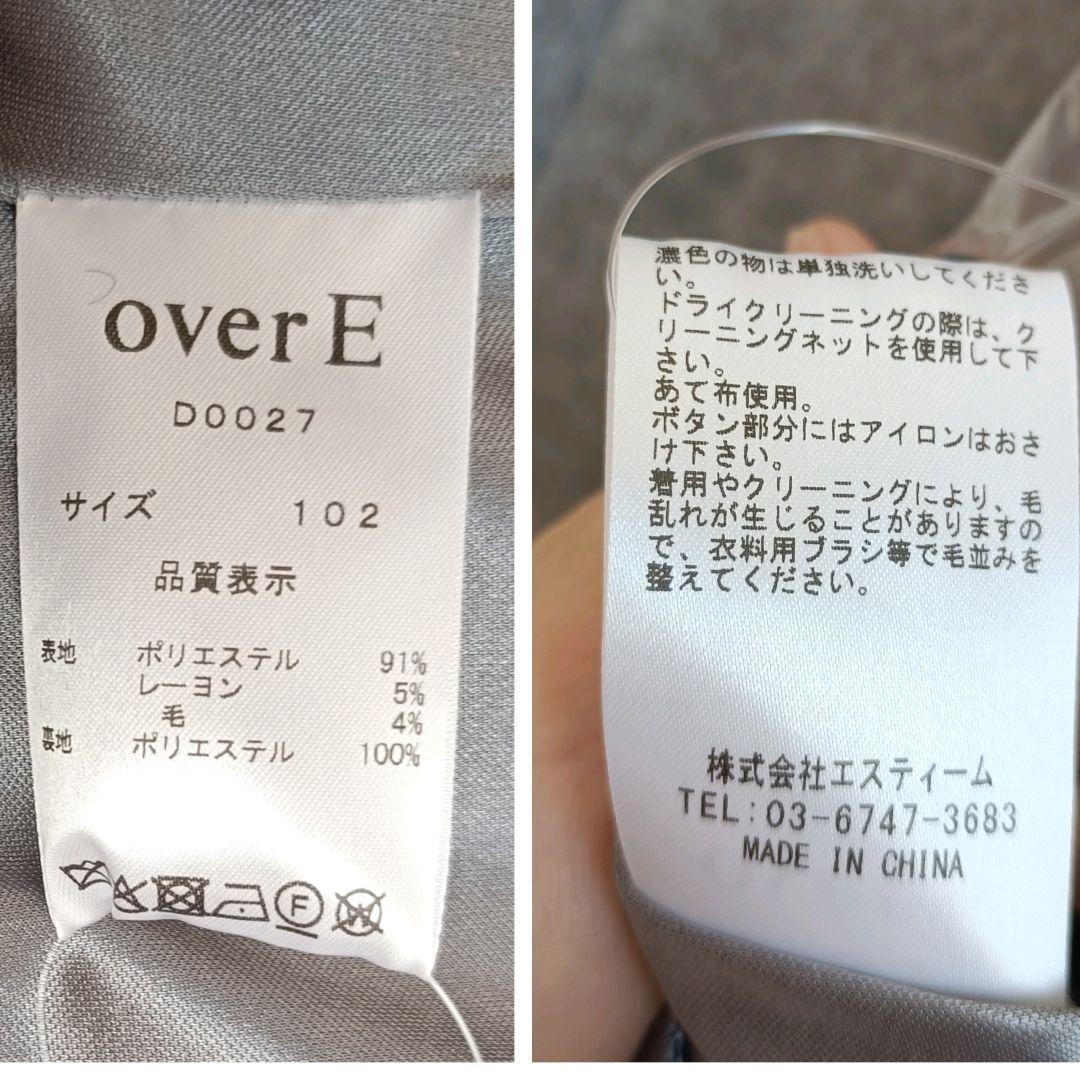 over E
D0027
サイズ 102
品質表示
表地 ポリエステル 91%
レーヨン 5%
毛 4%
裏地 ポリエステル 100%
F
W
濃色の物は単独洗いしてくださ
い。
ドライクリーニングの際は、ク
リーニングネットを使用して下
さい。
あて布使用。
ボタン部分にはアイロンはおさ
け下さい。
着用やクリーニングにより、毛
乱れが生じることがありますの
で、衣料用ブラシ等で毛並みを
整えてください。
株式会社エスティーム
TEL:03-6747-3683
MADE IN CHINA